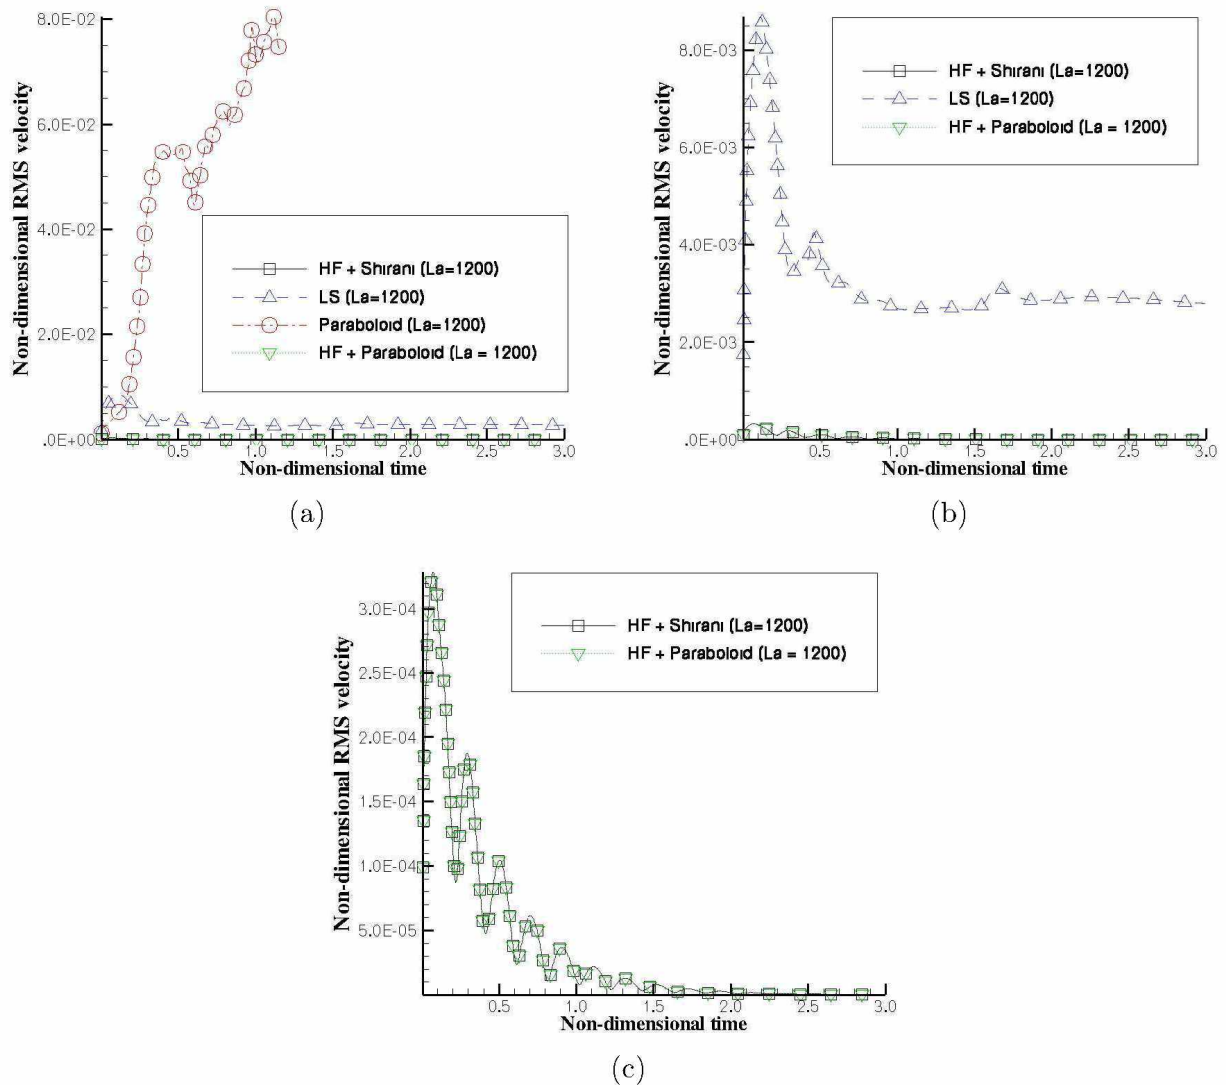 8.0E-02
6.0E-02
4.0E-02
2.0E-02
.0E+00
Non-dimensional RMS velocity
HF + Shirani (La=1200)
LS (La=1200)
Paraboloid (La=1200)
HF + Paraboloid (La = 1200)
0.5 1.0 1.5 2.0 2.5 3.0
Non-dimensional time
(a)
8.0E-03
6.0E-03
4.0E-03
2.0E-03
.0E+00
Non-dimensional RMS velocity
HF + Shirani (La=1200)
LS (La=1200)
HF + Paraboloid (La = 1200)
0.5 1.0 1.5 2.0 2.5 3.0
Non-dimensional time
(b)
3.0E-04
2.5E-04
2.0E-04
1.5E-04
1.0E-04
5.0E-05
Non-dimensional RMS velocity
HF + Shirani (La=1200)
HF + Paraboloid (La = 1200)
0.5 1.0 1.5 2.0 2.5 3.0
Non-dimensional time
(c)